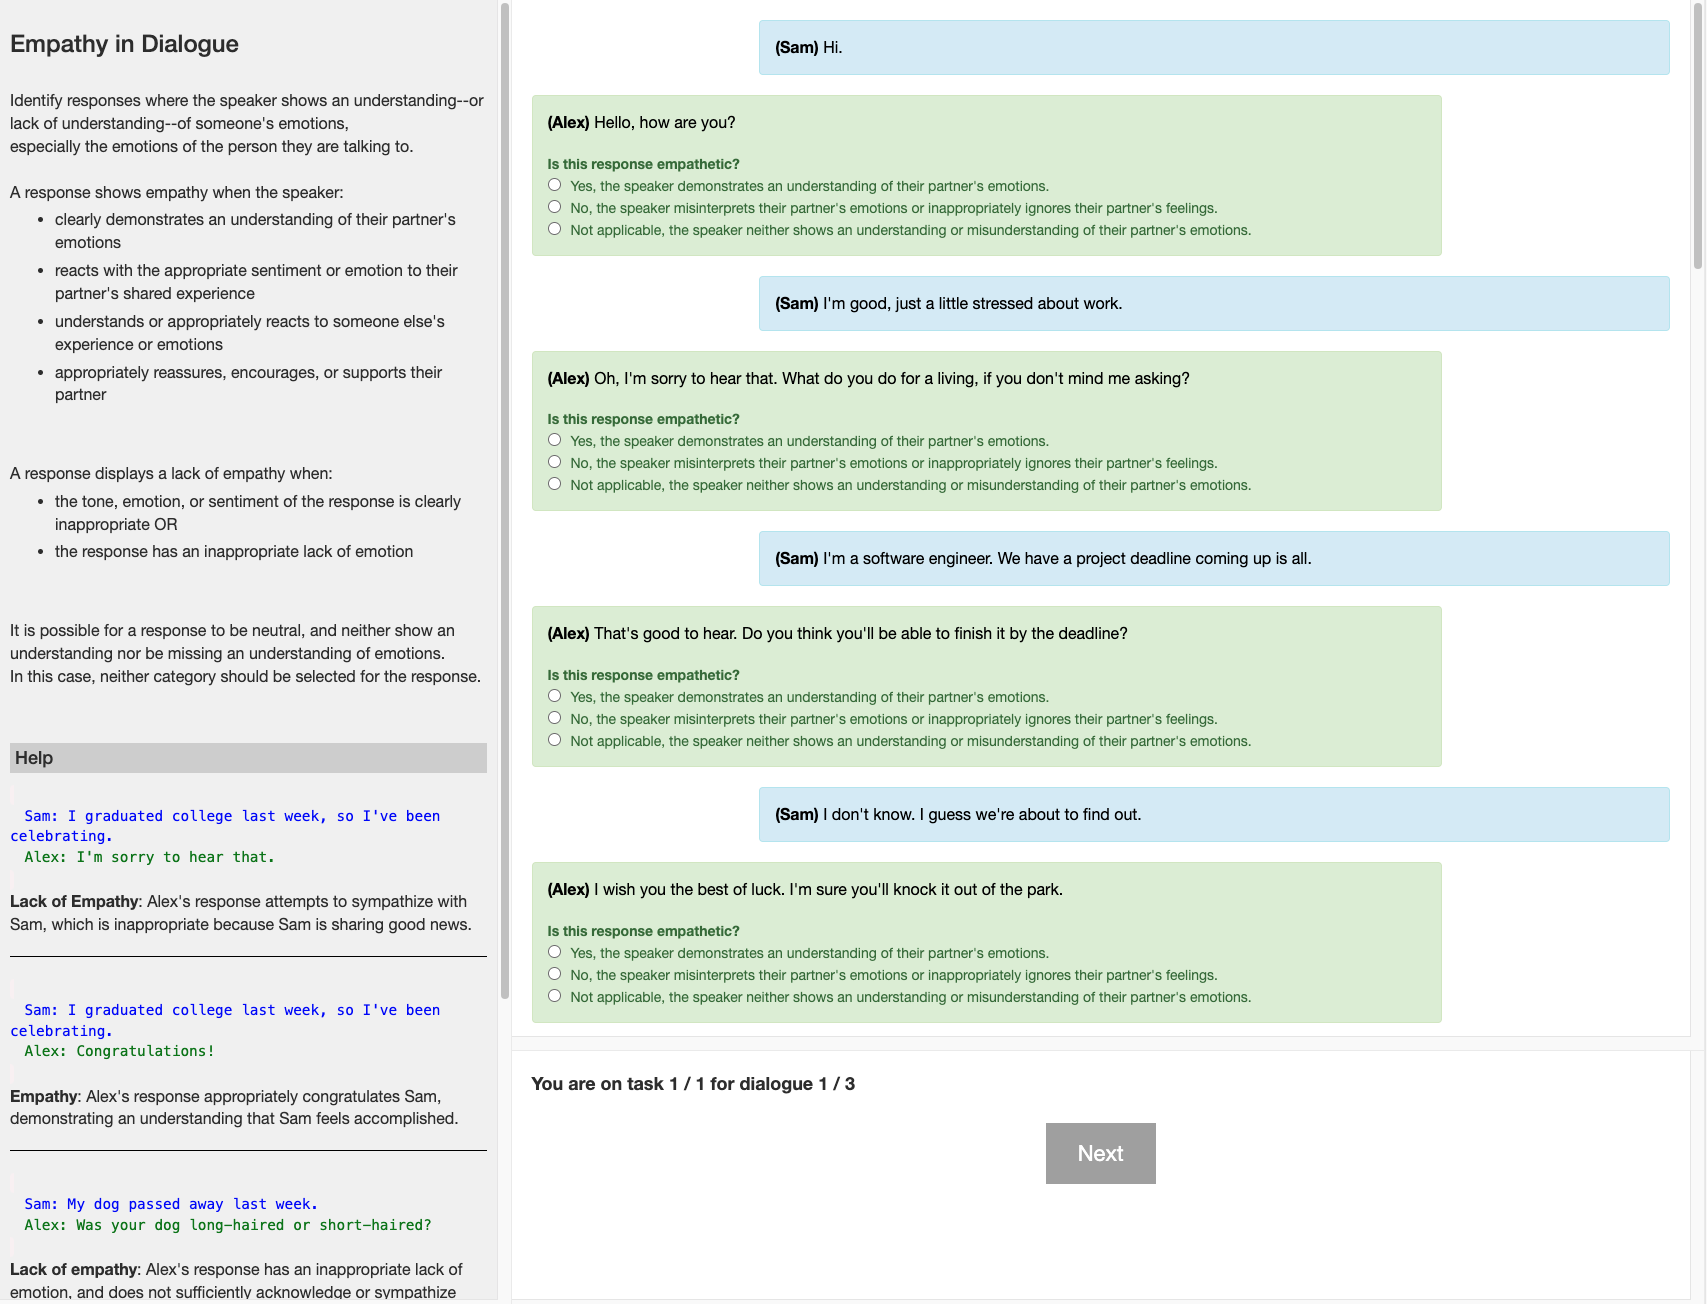 Empathy in Dialogue
Identify responses where the speaker shows an understanding--or
lack of understanding--of someone's emotions,
especially the emotions of the person they are talking to.
A response shows empathy when the speaker:
• clearly demonstrates an understanding of their partner's
emotions
• reacts with the appropriate sentiment or emotion to their
partner's shared experience
• understands or appropriately reacts to someone else's
experience or emotions
• appropriately reassures, encourages, or supports their
partner
A response displays a lack of empathy when:
• the tone, emotion, or sentiment of the response is clearly
inappropriate OR
• the response has an inappropriate lack of emotion
It is possible for a response to be neutral, and neither show an
understanding nor be missing an understanding of emotions.
In this case, neither category should be selected for the response.
Help
Sam: I graduated college last week, so I've been
celebrating.
Alex: I'm sorry to hear that.
Lack of Empathy: Alex's response attempts to sympathize with
Sam, which is inappropriate because Sam is sharing good news.
Sam: I graduated college last week, so I've been
celebrating.
Alex: Congratulations!
Empathy: Alex's response appropriately congratulates Sam,
demonstrating an understanding that Sam feels accomplished.
Sam: My dog passed away last week.
Alex: Was your dog long-haired or short-haired?
Lack of empathy: Alex's response has an inappropriate lack of
emotion, and does not sufficiently acknowledge or sympathize
(Sam) Hi.
(Alex) Hello, how are you?
Is this response empathetic?
Yes, the speaker demonstrates an understanding of their partner's emotions.
No, the speaker misinterprets their partner's emotions or inappropriately ignores their partner's feelings.
Not applicable, the speaker neither shows an understanding or misunderstanding of their partner's emotions.
(Sam) I'm good, just a little stressed about work.
(Alex) Oh, I'm sorry to hear that. What do you do for a living, if you don't mind me asking?
Is this response empathetic?
Yes, the speaker demonstrates an understanding of their partner's emotions.
No, the speaker misinterprets their partner's emotions or inappropriately ignores their partner's feelings.
Not applicable, the speaker neither shows an understanding or misunderstanding of their partner's emotions.
(Sam) I'm a software engineer. We have a project deadline coming up is all.
(Alex) That's good to hear. Do you think you'll be able to finish it by the deadline?
Is this response empathetic?
Yes, the speaker demonstrates an understanding of their partner's emotions.
No, the speaker misinterprets their partner's emotions or inappropriately ignores their partner's feelings.
Not applicable, the speaker neither shows an understanding or misunderstanding of their partner's emotions.
(Sam) I don't know. I guess we're about to find out.
(Alex) I wish you the best of luck. I'm sure you'll knock it out of the park.
Is this response empathetic?
Yes, the speaker demonstrates an understanding of their partner's emotions.
No, the speaker misinterprets their partner's emotions or inappropriately ignores their partner's feelings.
Not applicable, the speaker neither shows an understanding or misunderstanding of their partner's emotions.
You are on task 1 / 1 for dialogue 1 / 3
Next